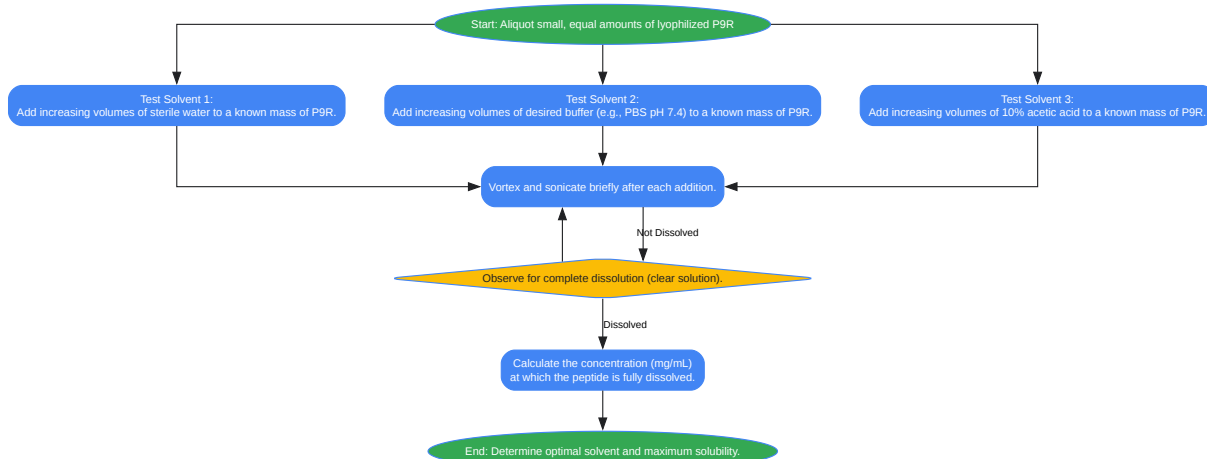 Start: Aliquot small, equal amounts of lyophilized P9R
Test Solvent 1:
Add increasing volumes of sterile water to a known mass of P9R.
Test Solvent 2:
Add increasing volumes of desired buffer (e.g., PBS pH 7.4) to a known mass of P9R.
Test Solvent 3:
Add increasing volumes of 10% acetic acid to a known mass of P9R.
Vortex and sonicate briefly after each addition.
Not Dissolved
Observe for complete dissolution (clear solution).
Dissolved
Calculate the concentration (mg/mL)
at which the peptide is fully dissolved.
End: Determine optimal solvent and maximum solubility.